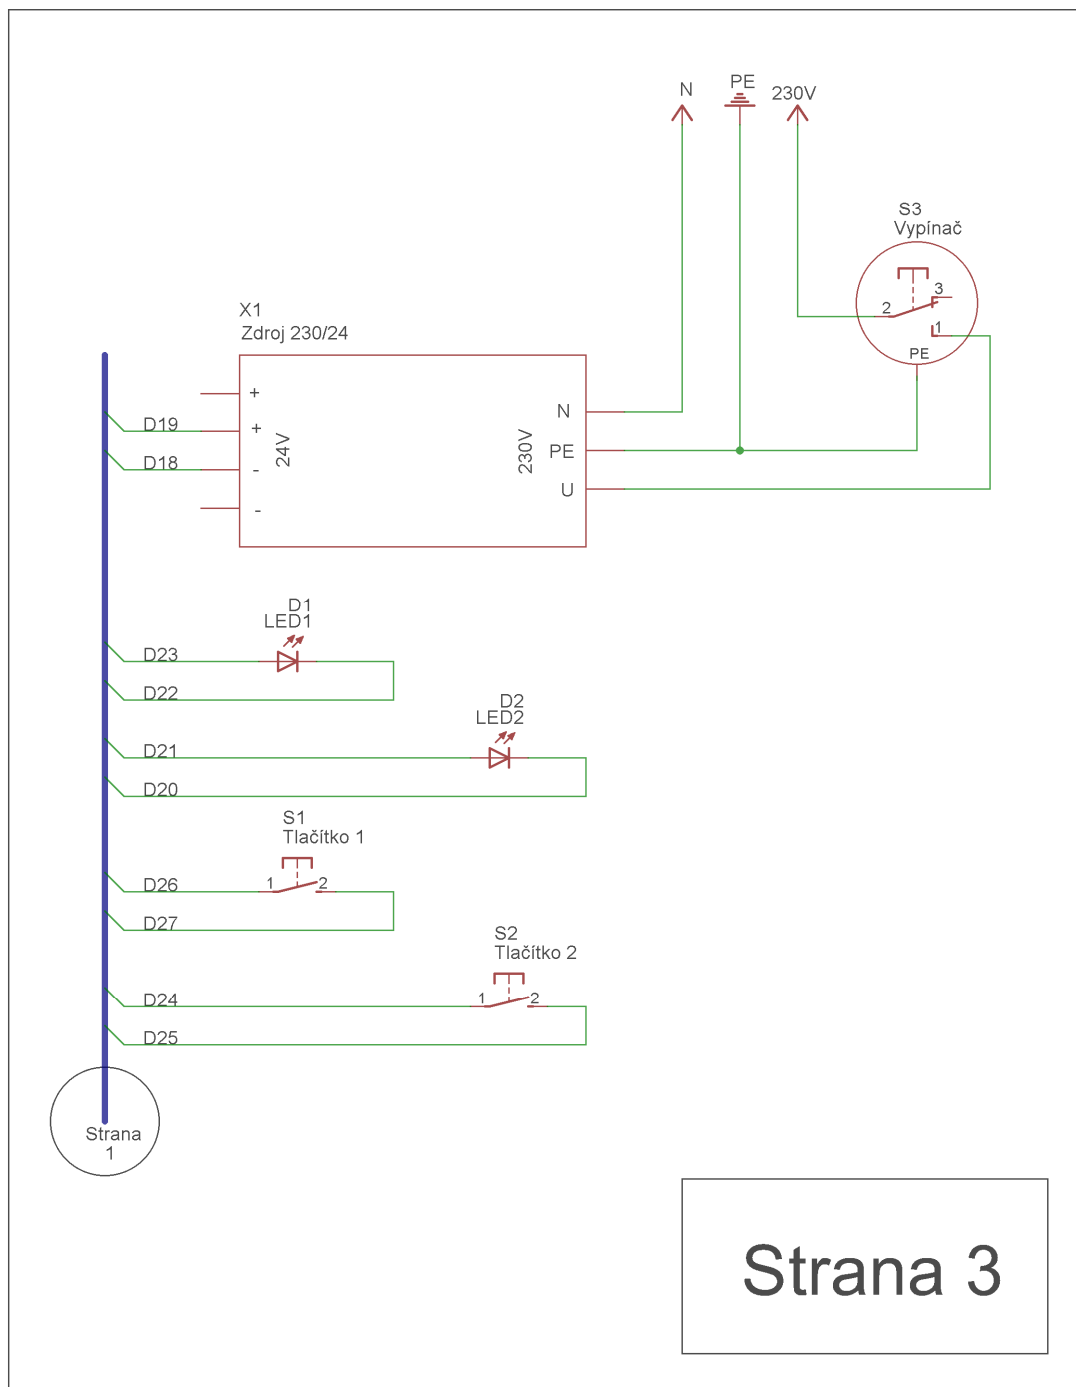 N
PE
230V
S3
Vypínač
3
2
1
PE
X1
Zdroj 230/24
+
D19
+
24V
D18
-
-
230V
N
PE
U
D1
LED1
D23
D22
D2
LED2
D21
D20
S1
Tlačítko 1
D26
1
2
D27
S2
Tlačítko 2
D24
1
2
D25
Strana
1
Strana 3